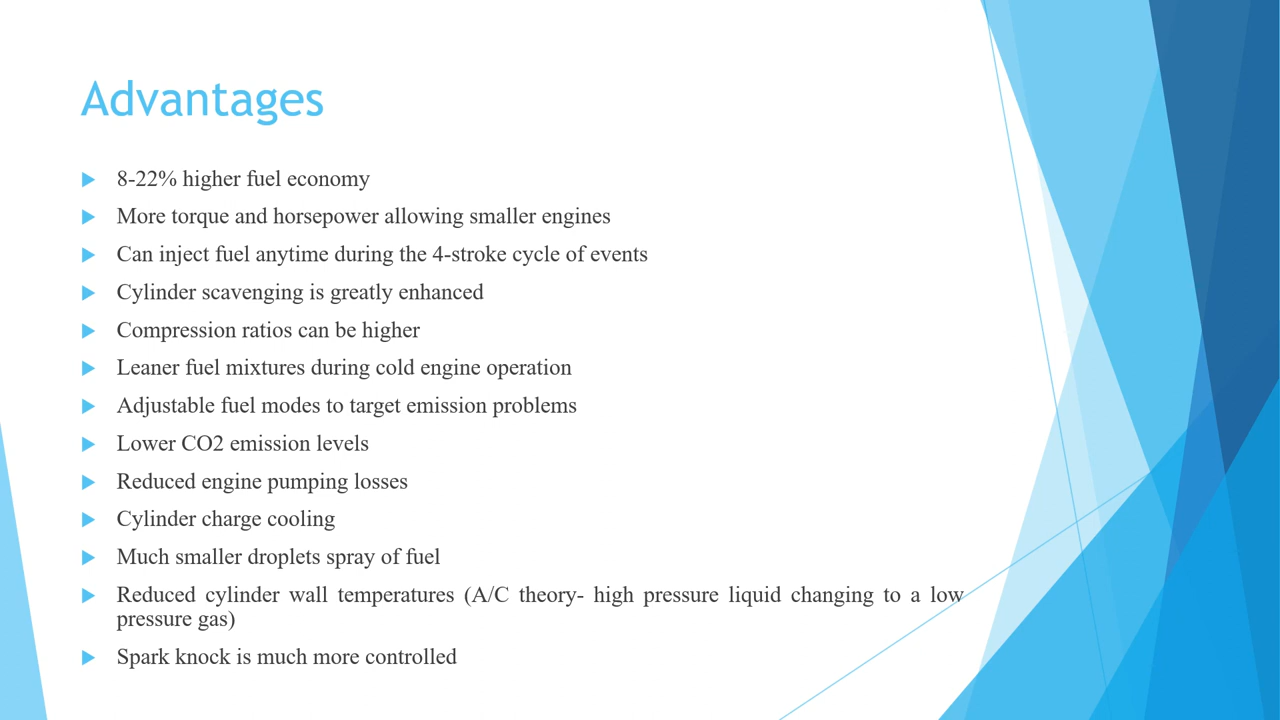 Advantages
8-22% higher fuel economy
More torque and horsepower allowing smaller engines
Can inject fuel anytime during the 4-stroke cycle of events
Cylinder scavenging is greatly enhanced
Compression ratios can be higher
Leaner fuel mixtures during cold engine operation
Adjustable fuel modes to target emission problems
Lower CO2 emission levels
Reduced engine pumping losses
Cylinder charge cooling
Much smaller droplets spray of fuel
Reduced cylinder wall temperatures (A/C theory- high pressure liquid changing to a low
pressure gas)
Spark knock is much more controlled